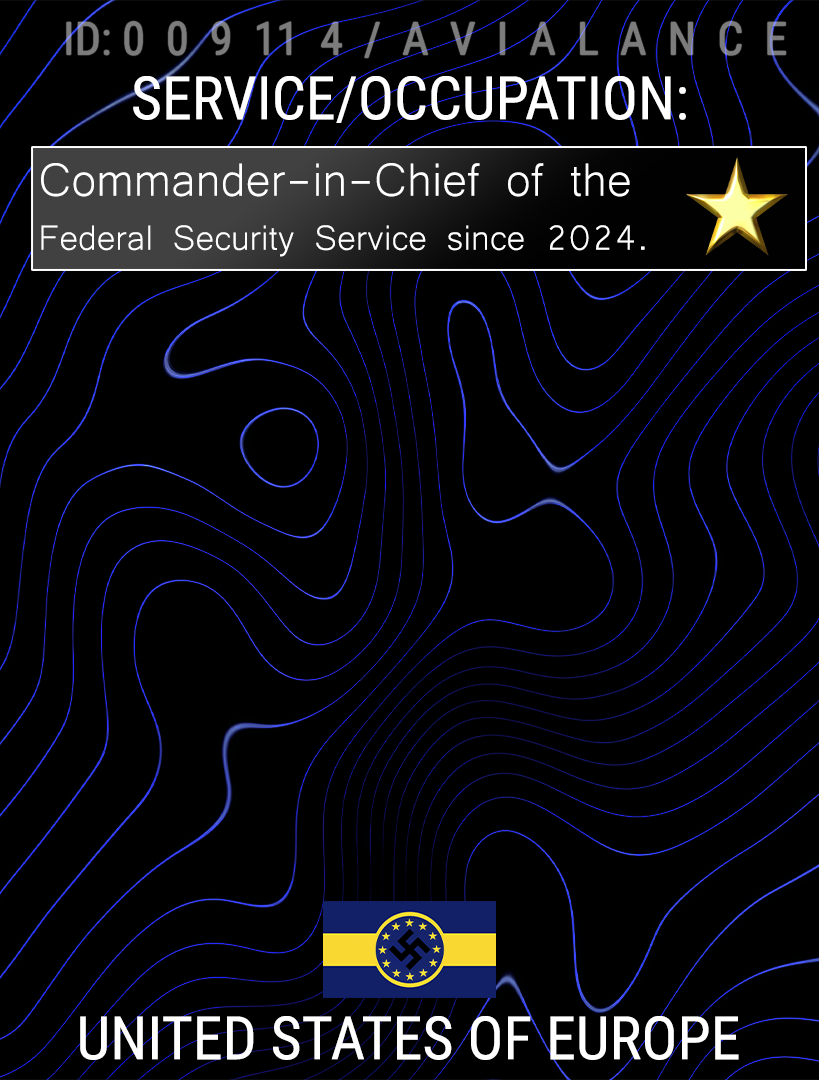 ID: 0 0 9 11 4 / A V I A L A N C E
SERVICE/OCCUPATION:
Commander-in-Chief of the
Federal Security Service since 2024.
UNITED STATES OF EUROPE